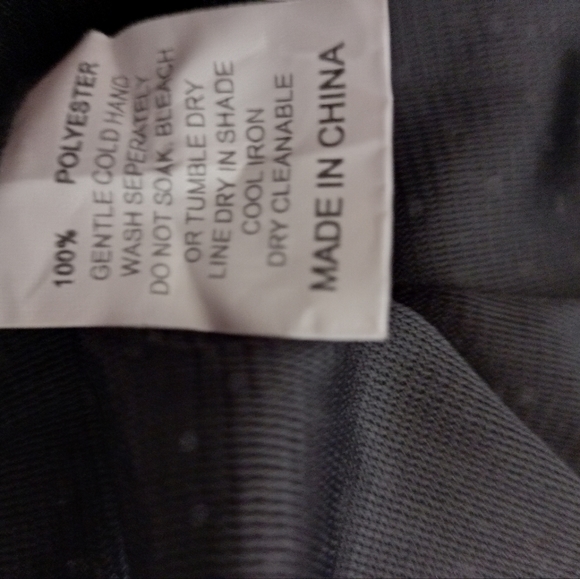 100% POLYESTER
GENTLE COLD HAND
WASH SEPERATELY
DO NOT SOAK, BLEACH
OR TUMBLE DRY
LINE DRY IN SHADE
COOL IRON
DRY CLEANABLE
MADE IN CHINA